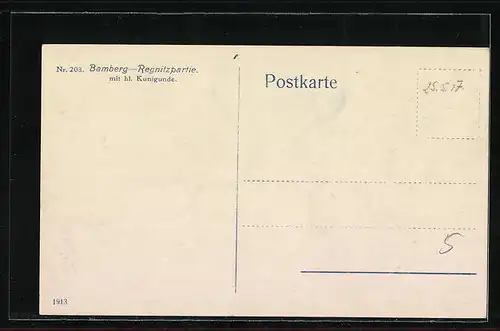 Nr. 203. Bamberg—Regnitzpartie.
mit hl. Kunigunde.
Postkarte
25.5.17.
5
1913